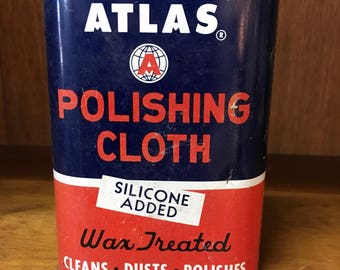 ATLAS®
A
POLISHING
CLOTH
SILICONE
ADDED
Wax Treated
CLEANS • DUSTS • POLISHES